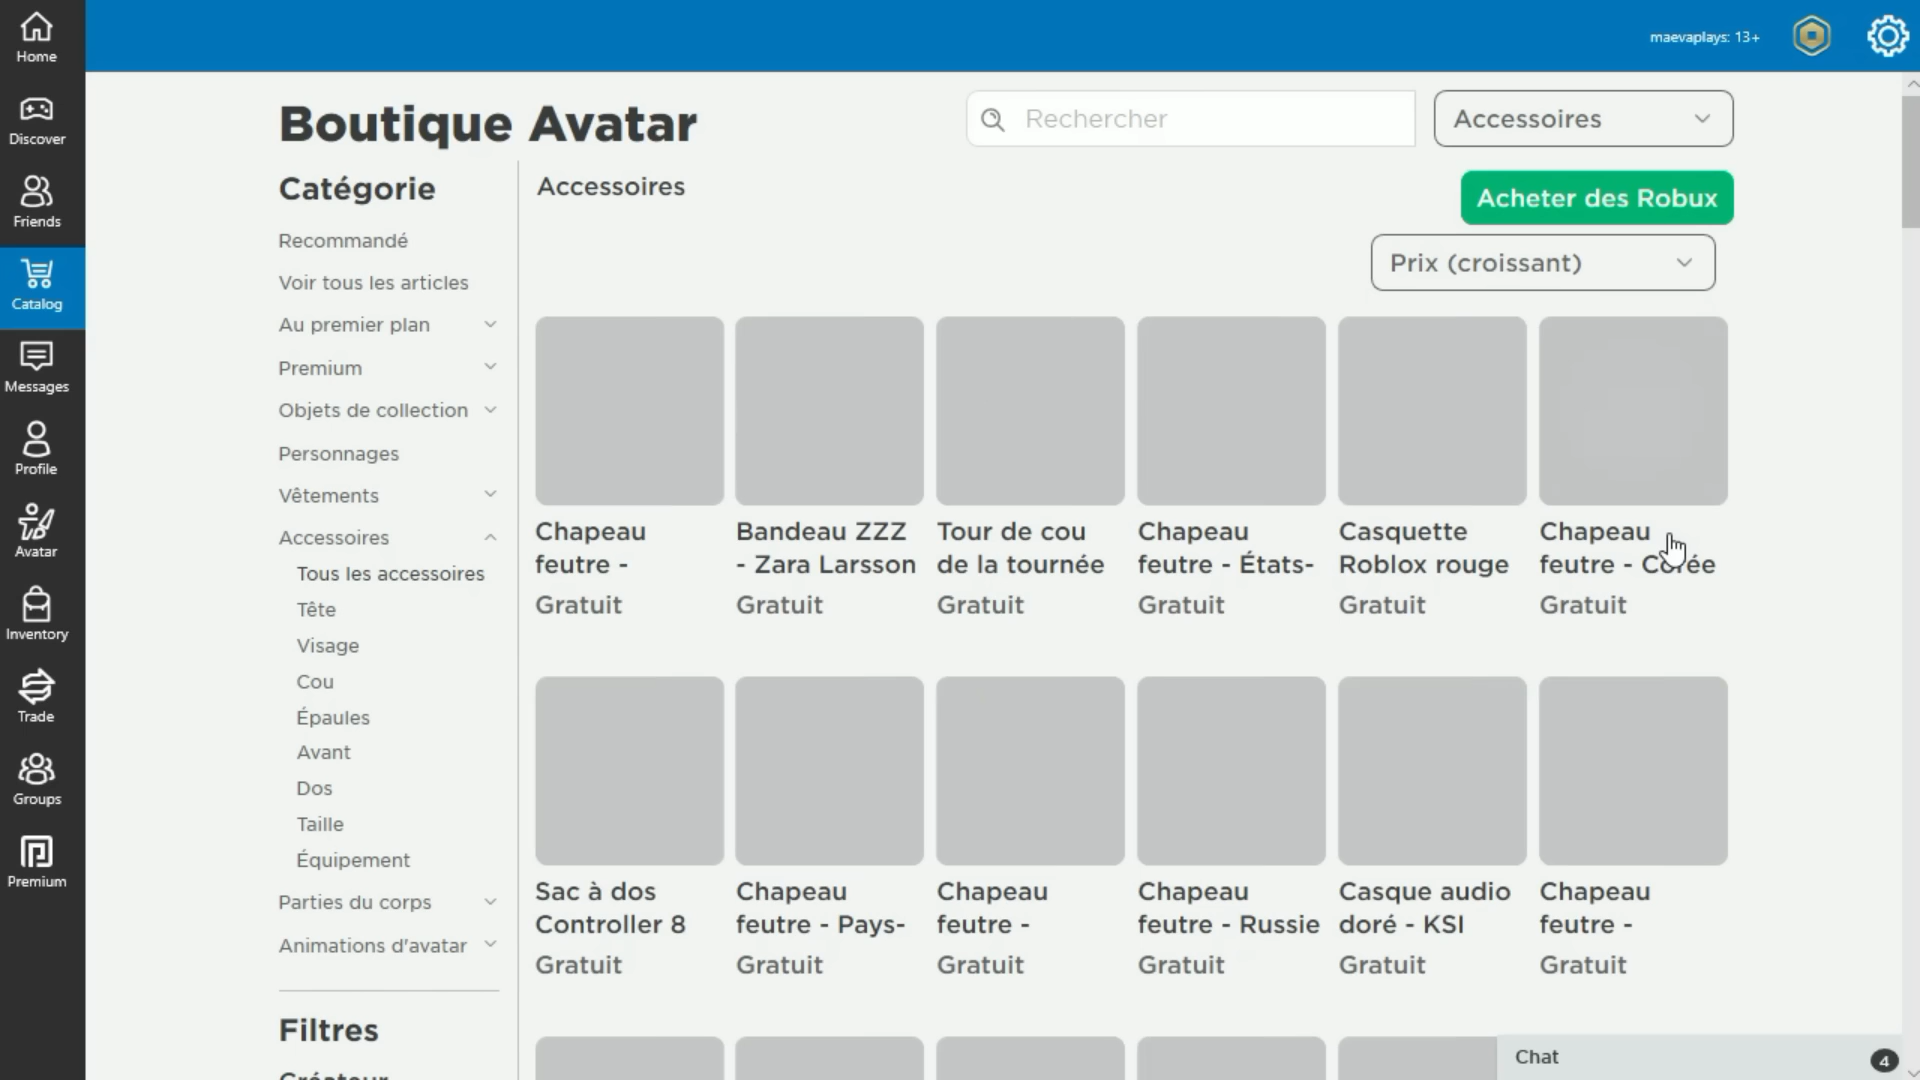 Home
Discover
Friends
Catalog
Messages
Profile
Avatar
Inventory
Trade
Groups
Premium
maevaplays: 13+
Boutique Avatar
Rechercher
Accessoires
Catégorie
Recommandé
Voir tous les articles
Au premier plan
Premium
Objets de collection
Personnages
Vêtements
Accessoires
Tous les accessoires
Tête
Visage
Cou
Épaules
Avant
Dos
Taille
Équipement
Parties du corps
Animations d'avatar
Filtres
Créateur
Accessoires
Acheter des Robux
Prix (croissant)
Chapeau
feutre -
Gratuit
Bandeau ZZZ
- Zara Larsson
Gratuit
Tour de cou
de la tournée
Gratuit
Chapeau
feutre - États-
Gratuit
Casquette
Roblox rouge
Gratuit
Chapeau
feutre - Corée
Gratuit
Sac à dos
Controller 8
Gratuit
Chapeau
feutre - Pays-
Gratuit
Chapeau
feutre -
Gratuit
Chapeau
feutre - Russie
Gratuit
Casque audio
doré - KSI
Gratuit
Chapeau
feutre -
Gratuit
Chat
4